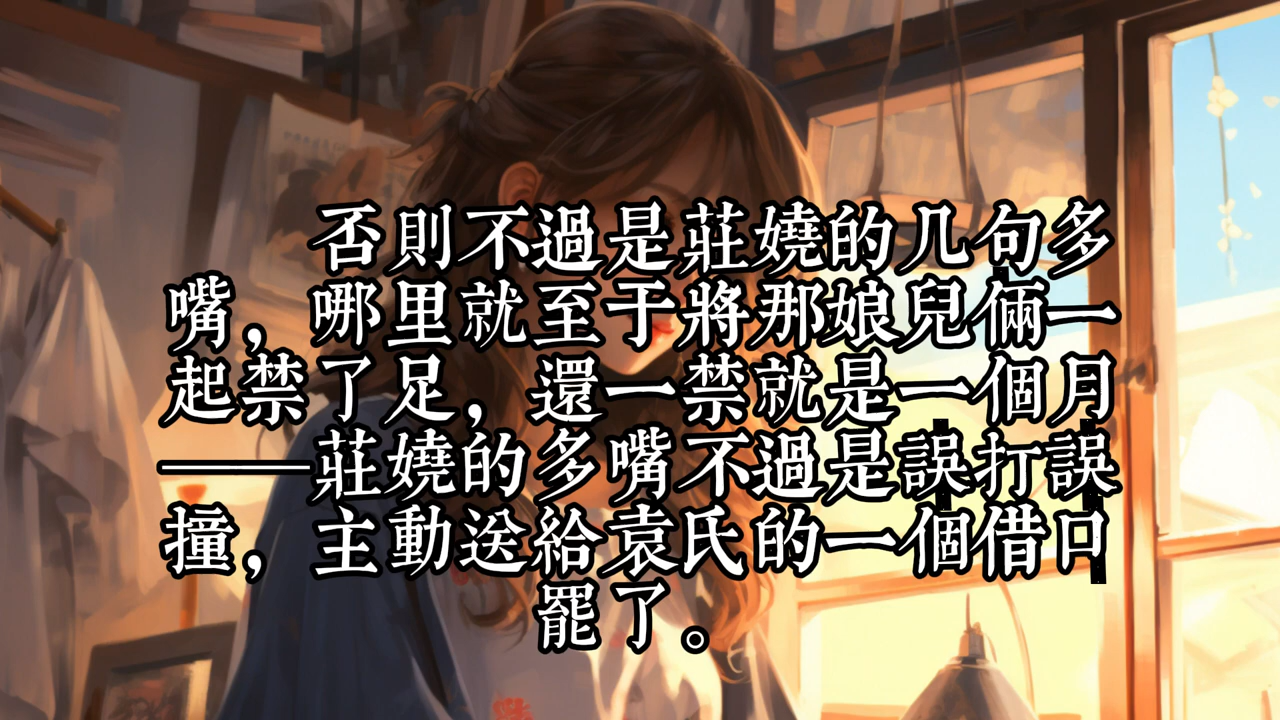 否則不過是莊嬈的几句多
嘴，哪里就至于將那娘兒倆一
起禁了足，還一禁就是一個月
——莊嬈的多嘴不過是誤打誤
撞，主動送給袁氏的一個借口
罷了。